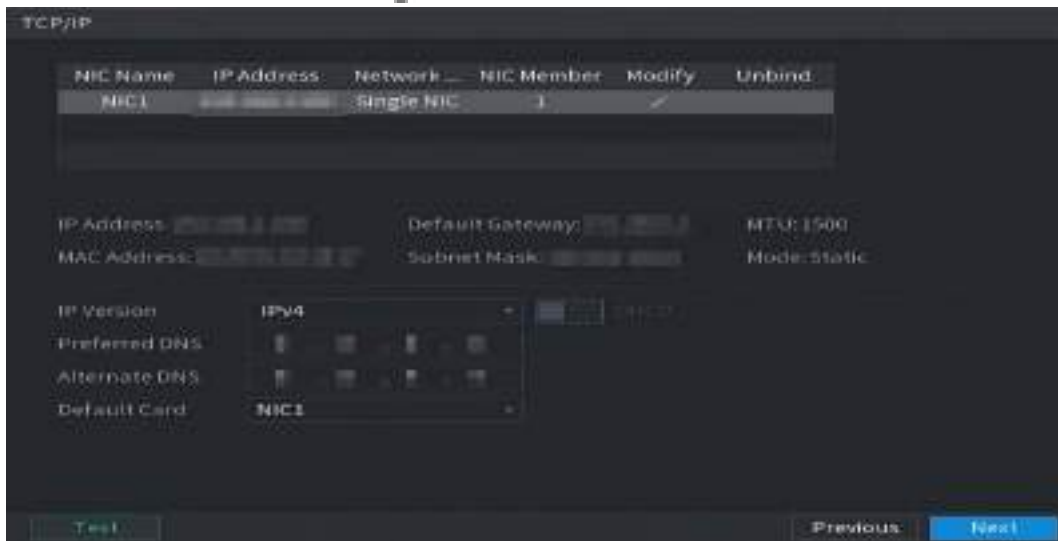 TCP/IP
NIC Name IP Address Network ... NIC Member Modify Unbind
NIC1 Single NIC 1
IP Address: Default Gateway: MTU: 1500
MAC Address: Subnet Mask: Mode: Static
IP Version IPv4
Preferred DNS
Alternate DNS
Default Card NIC1
Test Previous Next